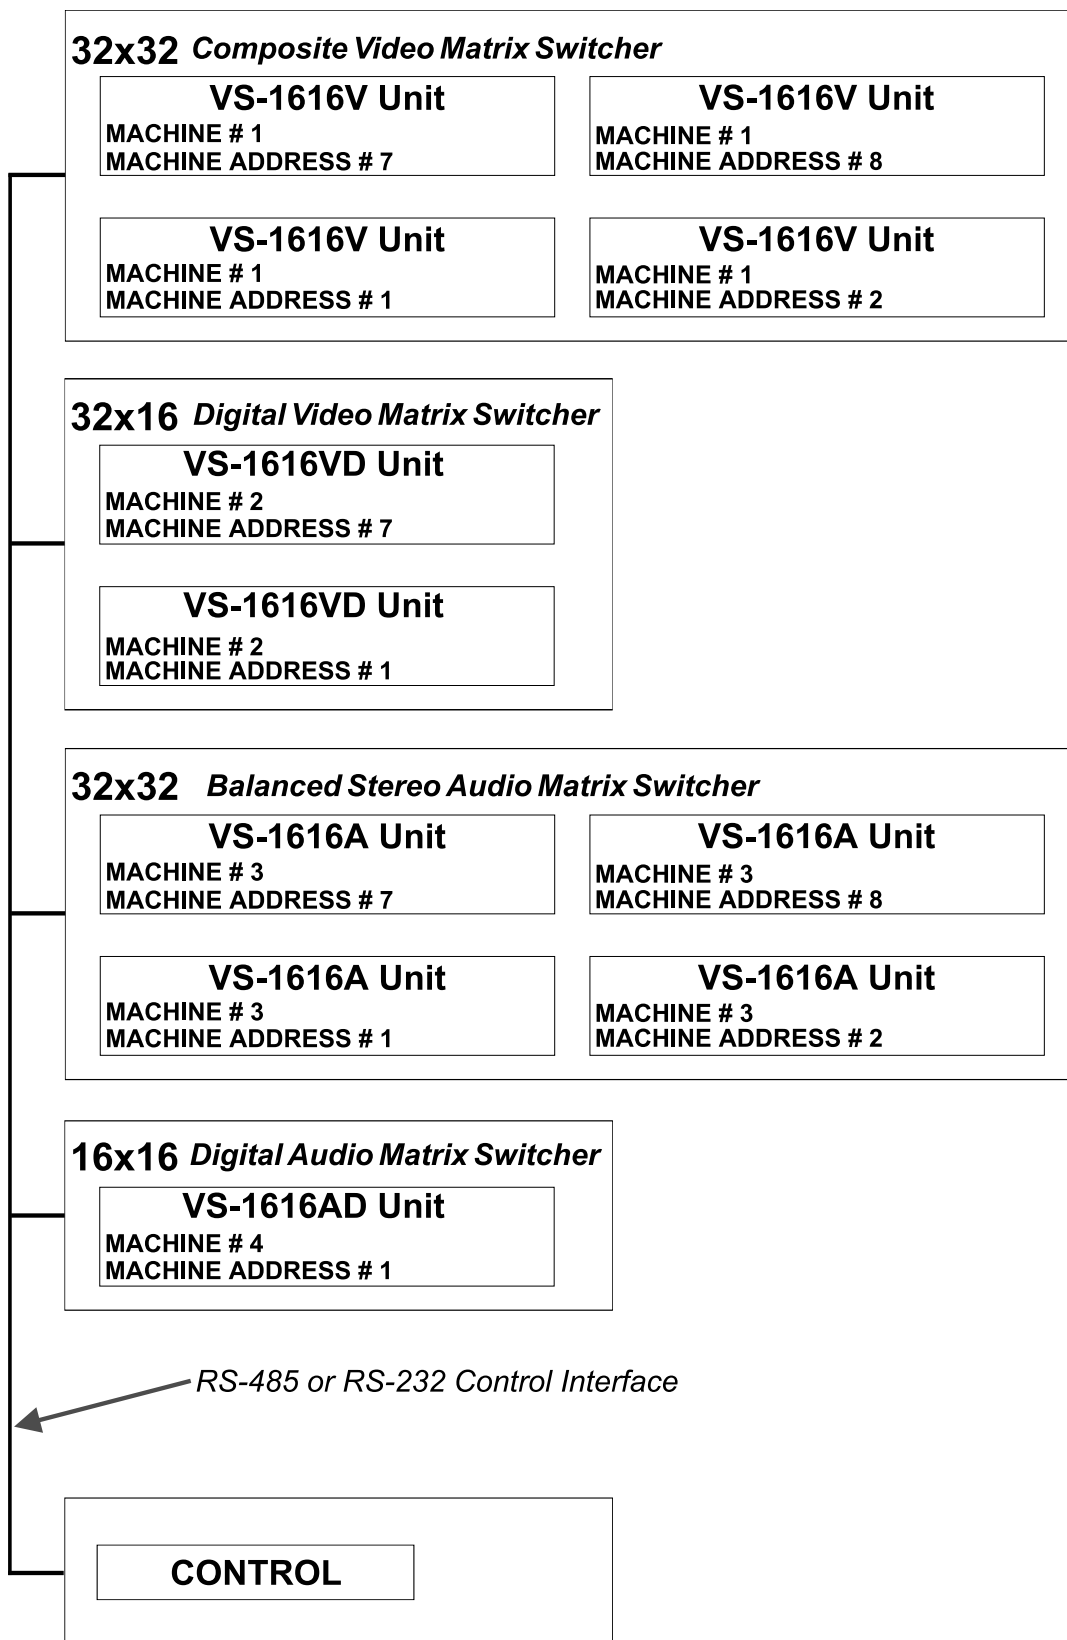 32x32 Composite Video Matrix Switcher
VS-1616V Unit
MACHINE # 1
MACHINE ADDRESS # 7
VS-1616V Unit
MACHINE # 1
MACHINE ADDRESS # 8
VS-1616V Unit
MACHINE # 1
MACHINE ADDRESS # 1
VS-1616V Unit
MACHINE # 1
MACHINE ADDRESS # 2
32x16 Digital Video Matrix Switcher
VS-1616VD Unit
MACHINE # 2
MACHINE ADDRESS # 7
VS-1616VD Unit
MACHINE # 2
MACHINE ADDRESS # 1
32x32 Balanced Stereo Audio Matrix Switcher
VS-1616A Unit
MACHINE # 3
MACHINE ADDRESS # 7
VS-1616A Unit
MACHINE # 3
MACHINE ADDRESS # 8
VS-1616A Unit
MACHINE # 3
MACHINE ADDRESS # 1
VS-1616A Unit
MACHINE # 3
MACHINE ADDRESS # 2
16x16 Digital Audio Matrix Switcher
VS-1616AD Unit
MACHINE # 4
MACHINE ADDRESS # 1
RS-485 or RS-232 Control Interface
CONTROL